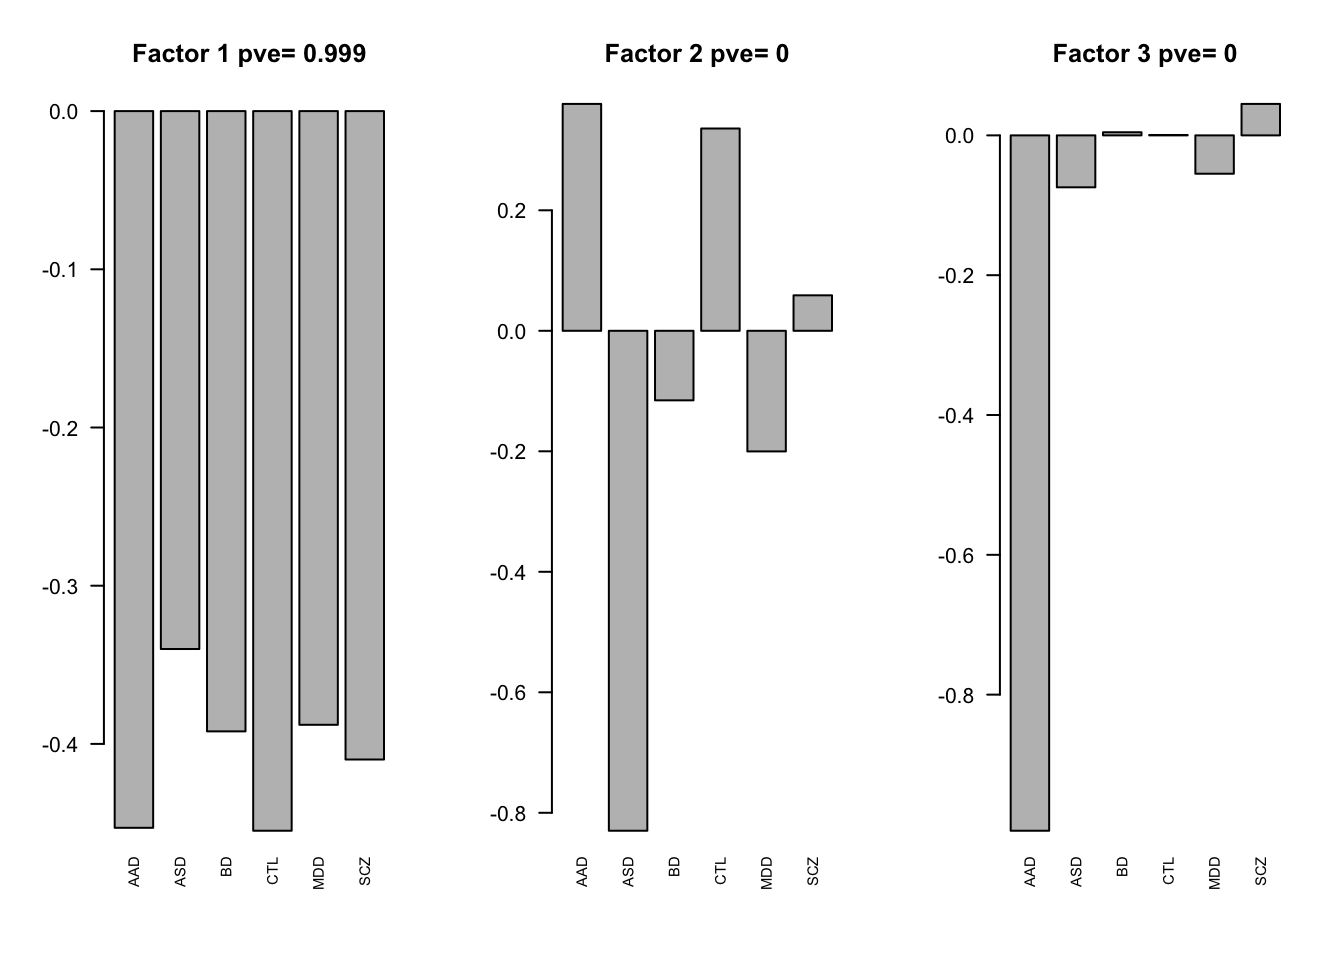 Factor 1 pve= 0.999
0.0
-0.1
-0.2
-0.3
-0.4
AAD
ASD
BD
CTL
MDD
SCZ
Factor 2 pve= 0
0.2
0.0
-0.2
-0.4
-0.6
-0.8
AAD
ASD
BD
CTL
MDD
SCZ
Factor 3 pve= 0
0.0
-0.2
-0.4
-0.6
-0.8
AAD
ASD
BD
CTL
MDD
SCZ